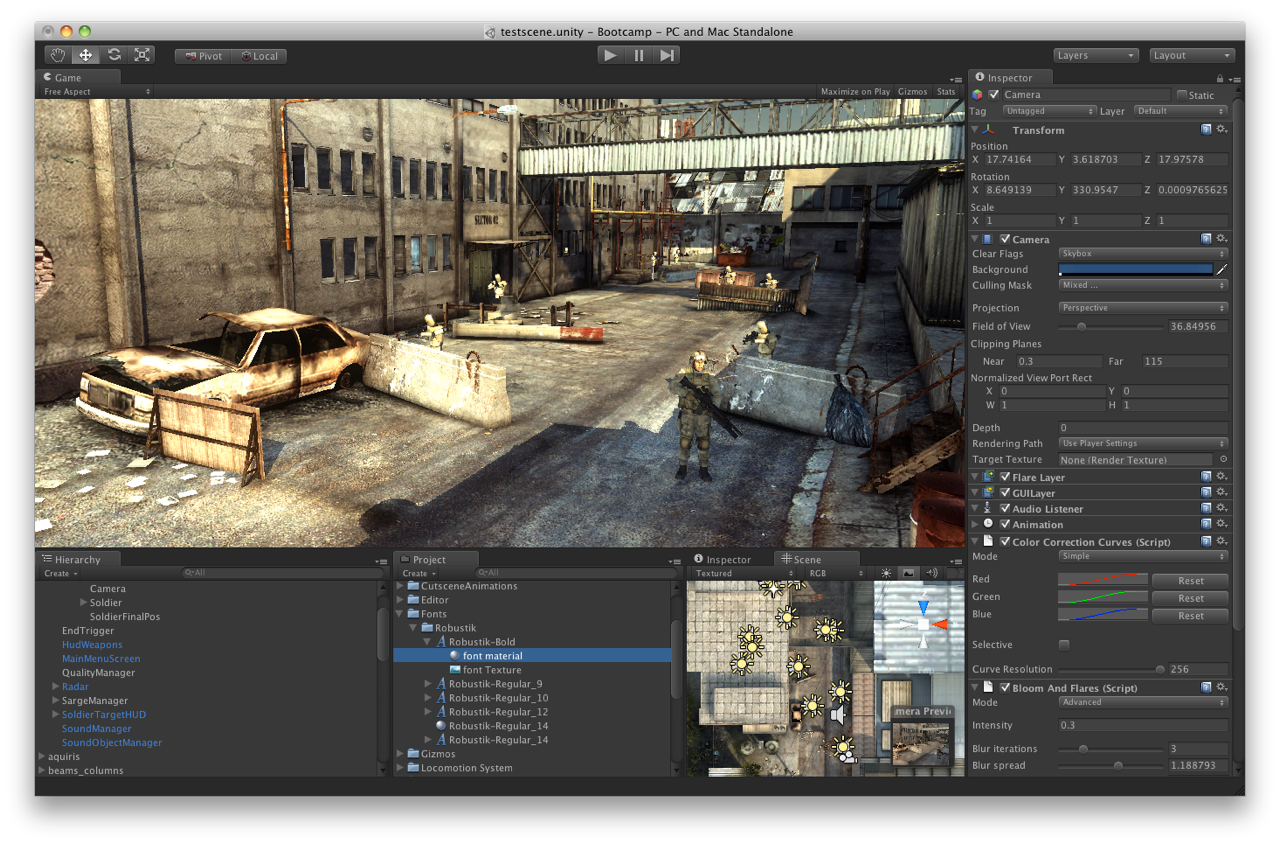 testscene.unity – Bootcamp – PC and Mac Standalone
Pivot Local
Layers Layout
Game
Free Aspect Maximize on Play Gizmos Stats
SECTOR 02
Hierarchy
Create All
Camera
Soldier
SoldierFinalPos
EndTrigger
HudWeapons
MainMenuScreen
QualityManager
Radar
SargeManager
SoldierTargetHUD
SoundManager
SoundObjectManager
aquiris
beams_columns
Project
Create All
CutsceneAnimations
Editor
Fonts
Robustik
Robustik-Bold
font material
font Texture
Robustik-Regular_9
Robustik-Regular_10
Robustik-Regular_12
Robustik-Regular_14
Robustik-Regular_14
Gizmos
Locomotion System
Inspector Scene
Textured RGB
mera Previ
Inspector
Camera Static
Tag Untagged Layer Default
Transform
Position
X 17.74164 Y 3.618703 Z 17.97578
Rotation
X 8.649139 Y 330.9547 Z 0.0009765625
Scale
X 1 Y 1 Z 1
Camera
Clear Flags Skybox
Background
Culling Mask Mixed ...
Projection Perspective
Field of View 36.84956
Clipping Planes
Near 0.3 Far 115
Normalized View Port Rect
X 0 Y 0
W 1 H 1
Depth 0
Rendering Path Use Player Settings
Target Texture None (Render Texture)
Flare Layer
GUILayer
Audio Listener
Animation
Color Correction Curves (Script)
Mode Simple
Red Reset
Green Reset
Blue Reset
Selective
Curve Resolution 256
Bloom And Flares (Script)
Mode Advanced
Intensity 0.3
Blur iterations 3
Blur spread 1.188793